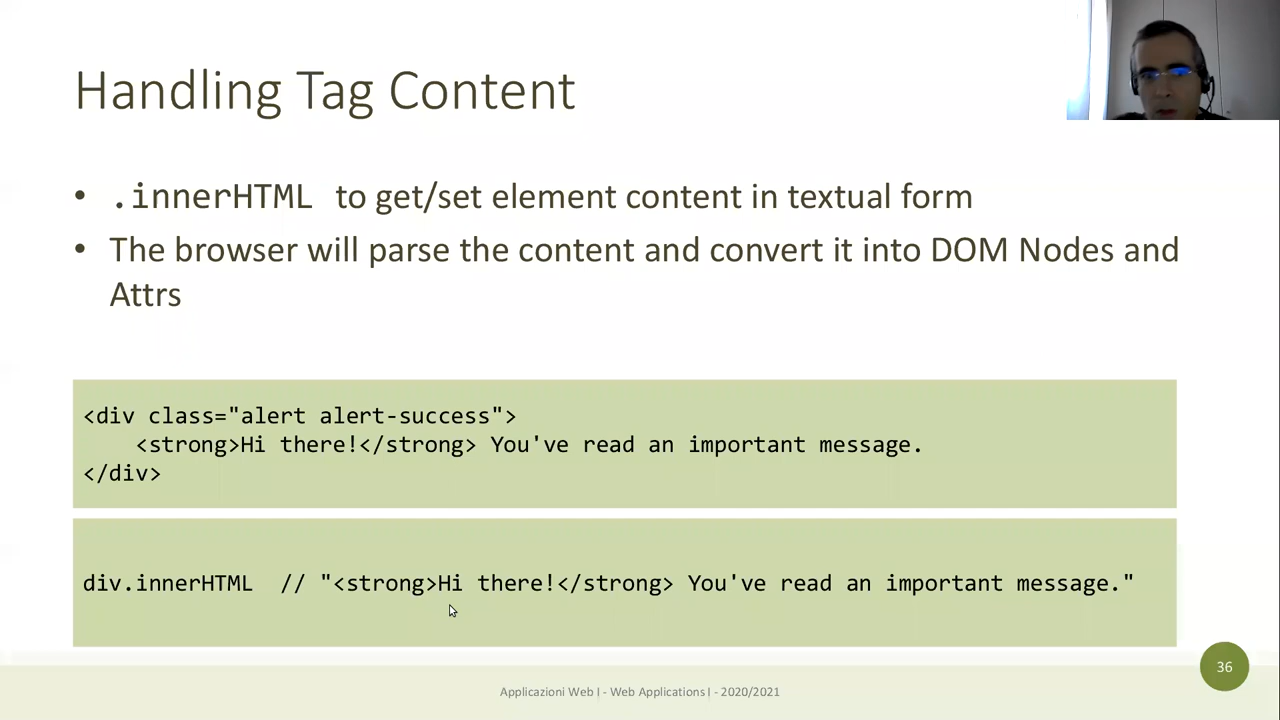 Handling Tag Content
• .innerHTML to get/set element content in textual form
• The browser will parse the content and convert it into DOM Nodes and
Attrs
<div class="alert alert-success">
    <strong>Hi there!</strong> You've read an important message.
</div>
div.innerHTML  // "<strong>Hi there!</strong> You've read an important message."
36
Applicazioni Web I - Web Applications I - 2020/2021